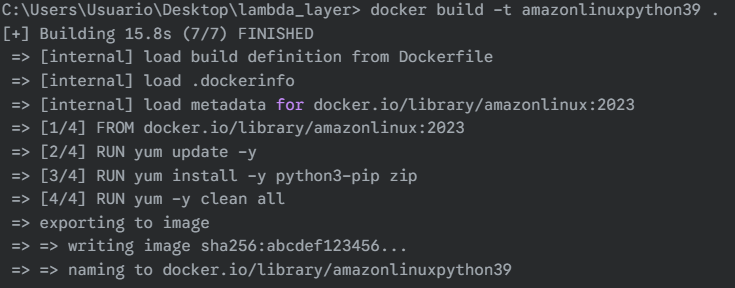 C:\Users\Usuario\Desktop\lambda_layer> docker build -t amazonlinuxpython39 .
[+] Building 15.8s (7/7) FINISHED
=> [internal] load build definition from Dockerfile
=> [internal] load .dockerinfo
=> [internal] load metadata for docker.io/library/amazonlinux:2023
=> [1/4] FROM docker.io/library/amazonlinux:2023
=> [2/4] RUN yum update -y
=> [3/4] RUN yum install -y python3-pip zip
=> [4/4] RUN yum -y clean all
=> exporting to image
=> => writing image sha256:abcdef123456...
=> => naming to docker.io/library/amazonlinuxpython39